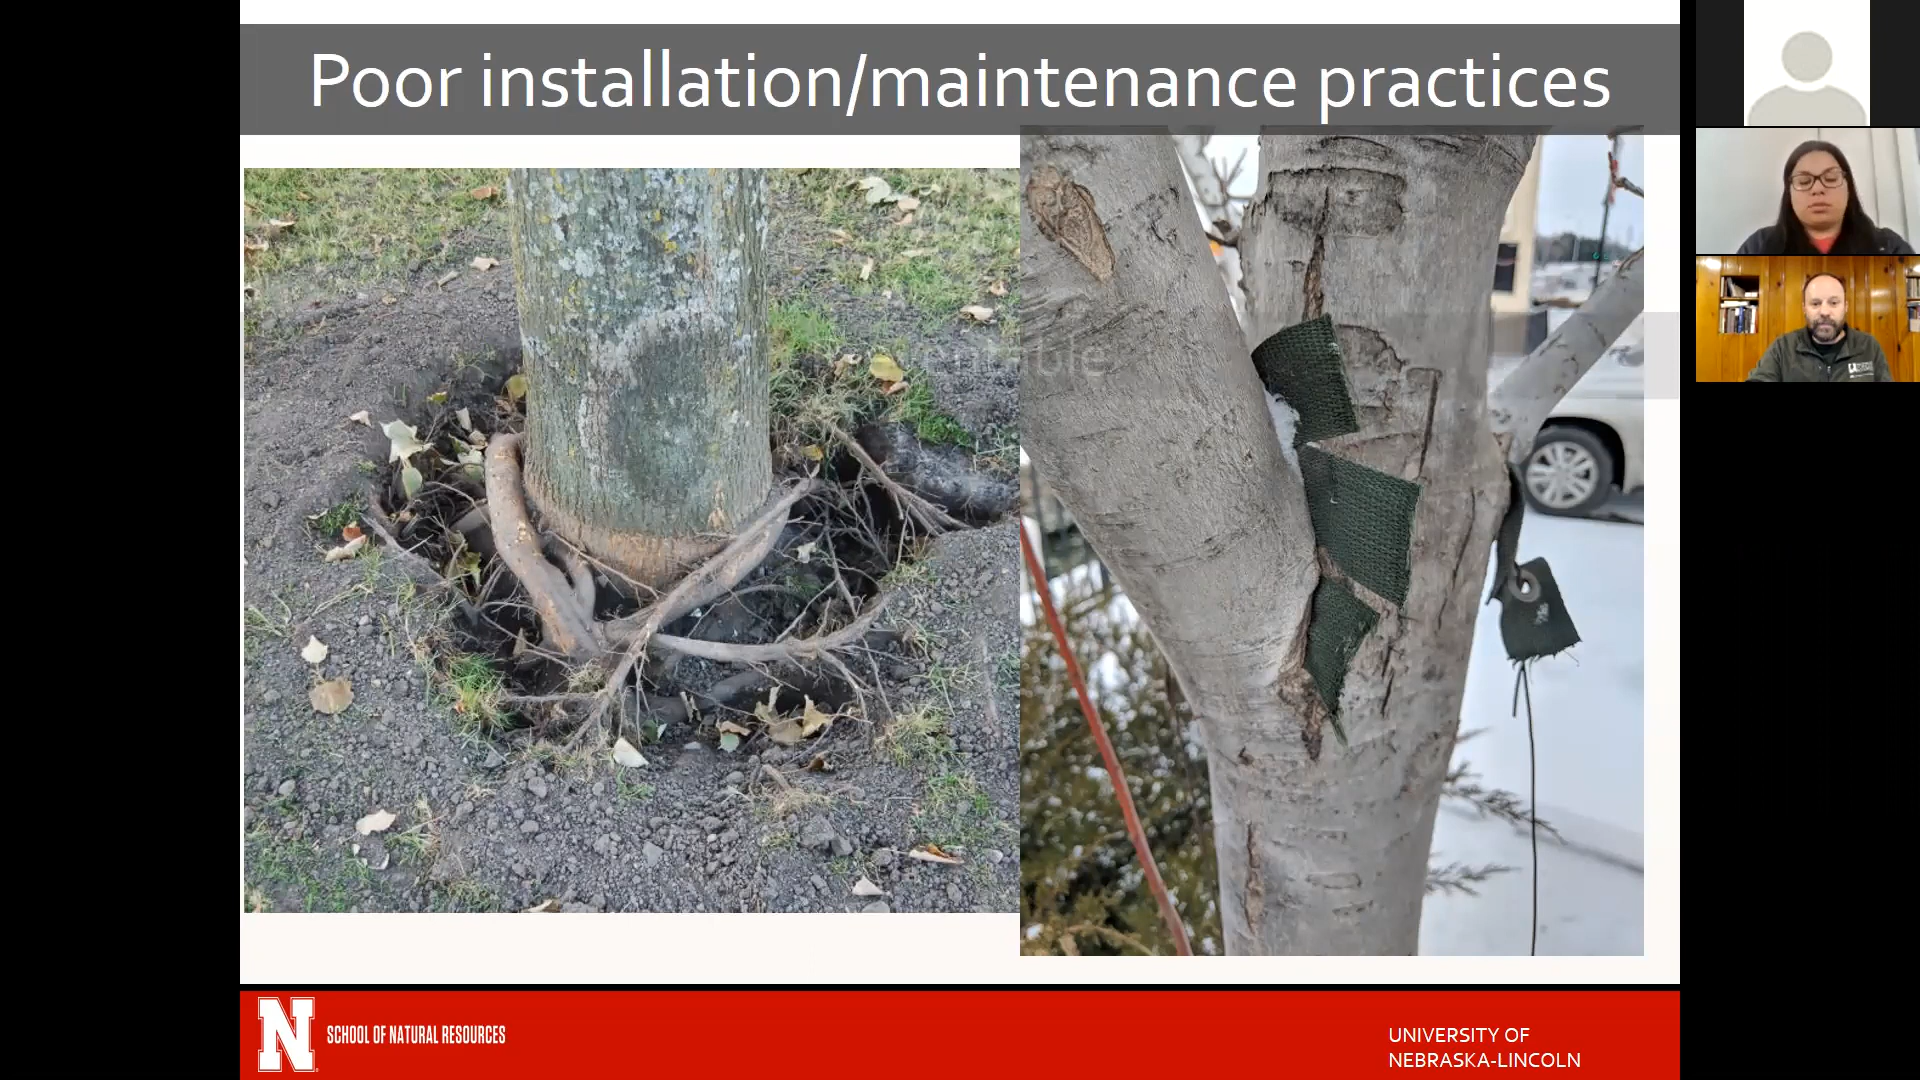 Poor installation/maintenance practices
N
SCHOOL OF NATURAL RESOURCES
UNIVERSITY OF
NEBRASKA-LINCOLN